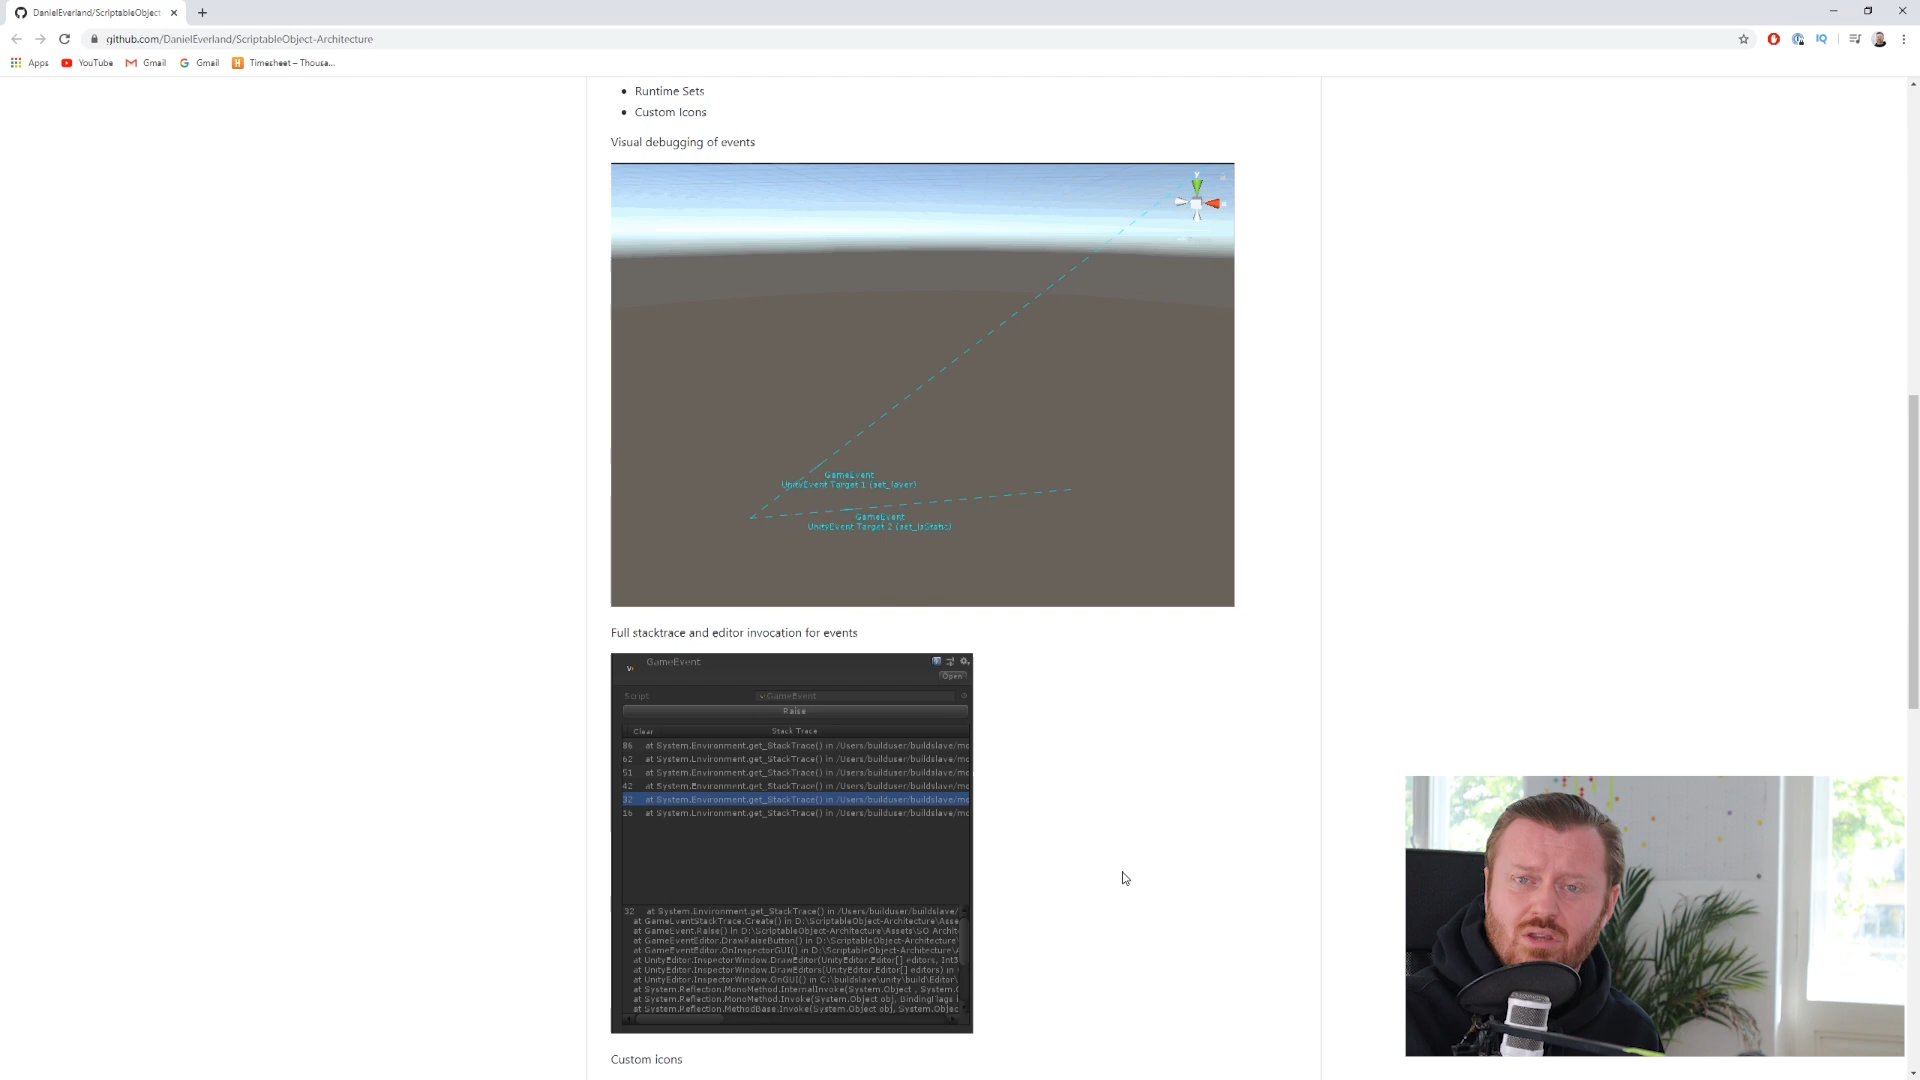 DanielEverland/ScriptableObject-
github.com/DanielEverland/ScriptableObject-Architecture
Apps
YouTube
Gmail
Gmail
Timesheet – Thousa...
Runtime Sets
Custom Icons
Visual debugging of events
y
GameEvent
UnityEvent Target 1 (set_layer)
GameEvent
UnityEvent Target 2 (set_isStatic)
Full stacktrace and editor invocation for events
GameEvent
Open
Script
GameEvent
Raise
Clear
Stack Trace
86 at System.Environment.get_StackTrace() in /Users/builduser/buildslave/mo
62 at System.Environment.get_StackTrace() in /Users/builduser/buildslave/mo
51 at System.Environment.get_StackTrace() in /Users/builduser/buildslave/mo
42 at System.Environment.get_StackTrace() in /Users/builduser/buildslave/mo
32 at System.Environment.get_StackTrace() in /Users/builduser/buildslave/mo
16 at System.Environment.get_StackTrace() in /Users/builduser/buildslave/mo
32 at System.Environment.get_StackTrace() in /Users/builduser/buildslave/
at GameEventStackTrace.Create() in D:\ScriptableObject-Architecture\Asse
at GameEvent.Raise() in D:\ScriptableObject-Architecture\Assets\SO Archit
at GameEventEditor.DrawRaiseButton() in D:\ScriptableObject-Architecture\
at GameEventEditor.OnInspectorGUI() in D:\ScriptableObject-Architecture\A
at UnityEditor.InspectorWindow.DrawEditor(UnityEditor.Editor[] editors, Int3
at UnityEditor.InspectorWindow.DrawEditors(UnityEditor.Editor[] editors) in
at UnityEditor.InspectorWindow.OnGUI() in C:\buildslave\unity\build\Editor\
at System.Reflection.MonoMethod.InternalInvoke(System.Object , System.O
at System.Reflection.MonoMethod.Invoke(System.Object obj, BindingFlags i
at System.Reflection.MethodBase.Invoke(System.Object obj, System.Objec
Custom icons